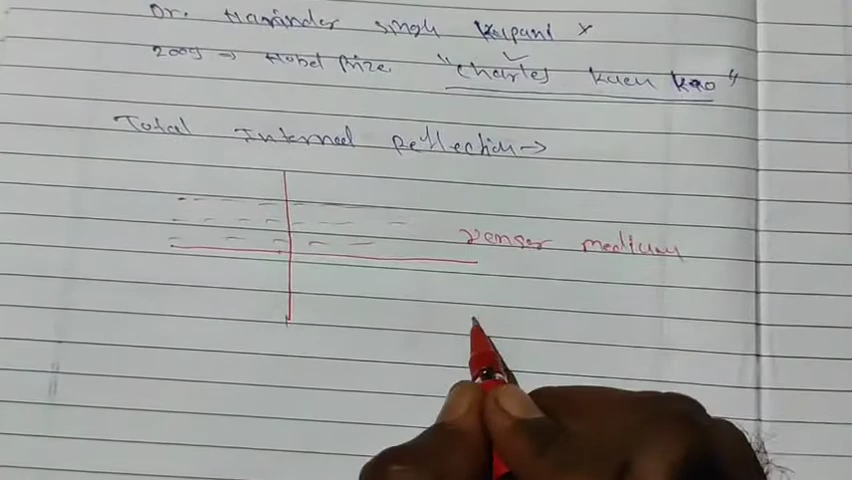 Dr. Harinder singh Kapani ×
2009 → Nobel Prize "Charles Kuen Kao"
Total Internal Reflection →
Denser medium